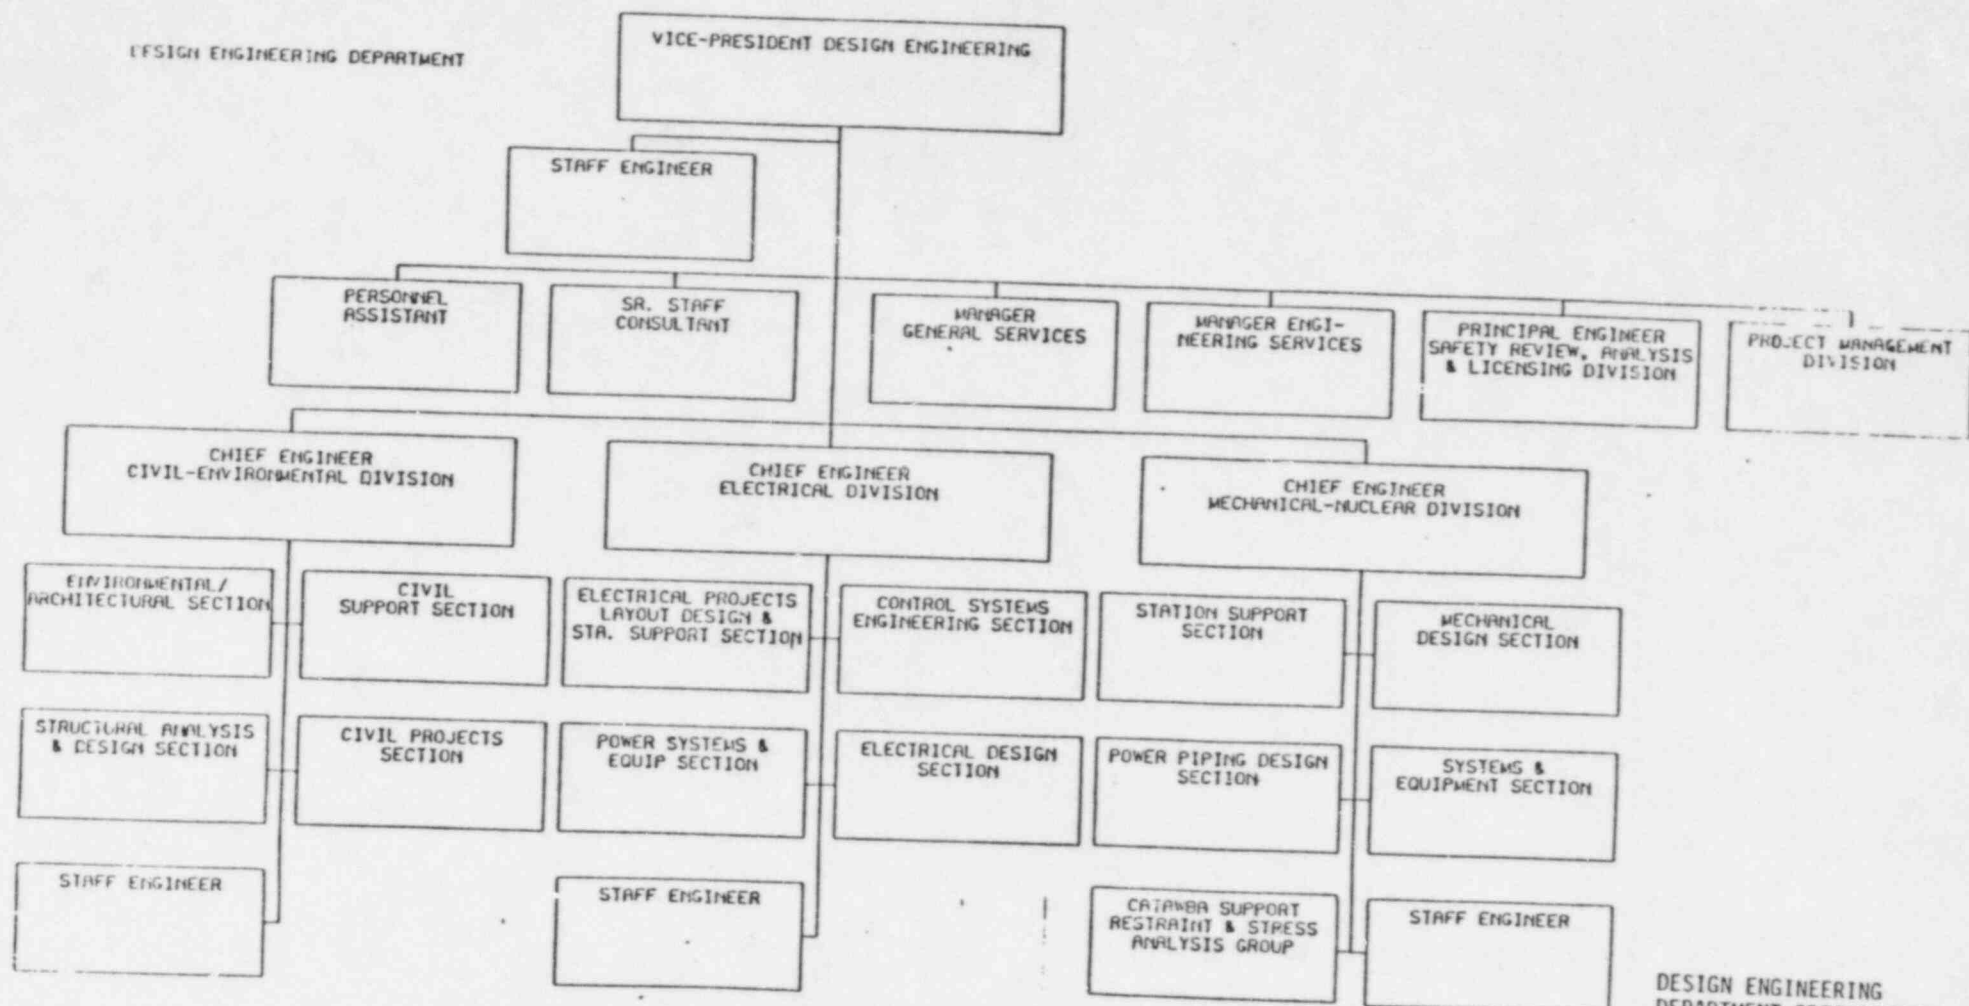 DESIGN ENGINEERING DEPARTMENT
VICE-PRESIDENT DESIGN ENGINEERING
STAFF ENGINEER
PERSONNEL
ASSISTANT
SR. STAFF
CONSULTANT
MANAGER
GENERAL SERVICES
MANAGER ENGI-
NEERING SERVICES
PRINCIPAL ENGINEER
SAFETY REVIEW, ANALYSIS
& LICENSING DIVISION
PROJECT MANAGEMENT
DIVISION
CHIEF ENGINEER
CIVIL-ENVIRONMENTAL DIVISION
CHIEF ENGINEER
ELECTRICAL DIVISION
CHIEF ENGINEER
MECHANICAL-NUCLEAR DIVISION
ENVIRONMENTAL/
ARCHITECTURAL SECTION
CIVIL
SUPPORT SECTION
ELECTRICAL PROJECTS
LAYOUT DESIGN &
STA. SUPPORT SECTION
CONTROL SYSTEMS
ENGINEERING SECTION
STATION SUPPORT
SECTION
MECHANICAL
DESIGN SECTION
STRUCTURAL ANALYSIS
& DESIGN SECTION
CIVIL PROJECTS
SECTION
POWER SYSTEMS &
EQUIP SECTION
ELECTRICAL DESIGN
SECTION
POWER PIPING DESIGN
SECTION
SYSTEMS &
EQUIPMENT SECTION
STAFF ENGINEER
STAFF ENGINEER
CATAWBA SUPPORT
RESTRAINT & STRESS
ANALYSIS GROUP
STAFF ENGINEER
DESIGN ENGINEERING
DEPARTMENT